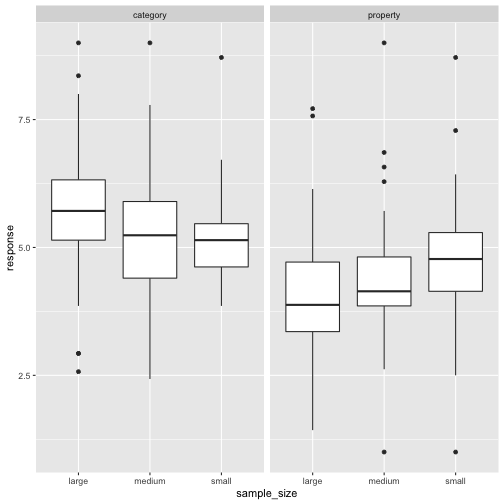 category property
response
7.5
5.0
2.5
large medium small large medium small
sample_size